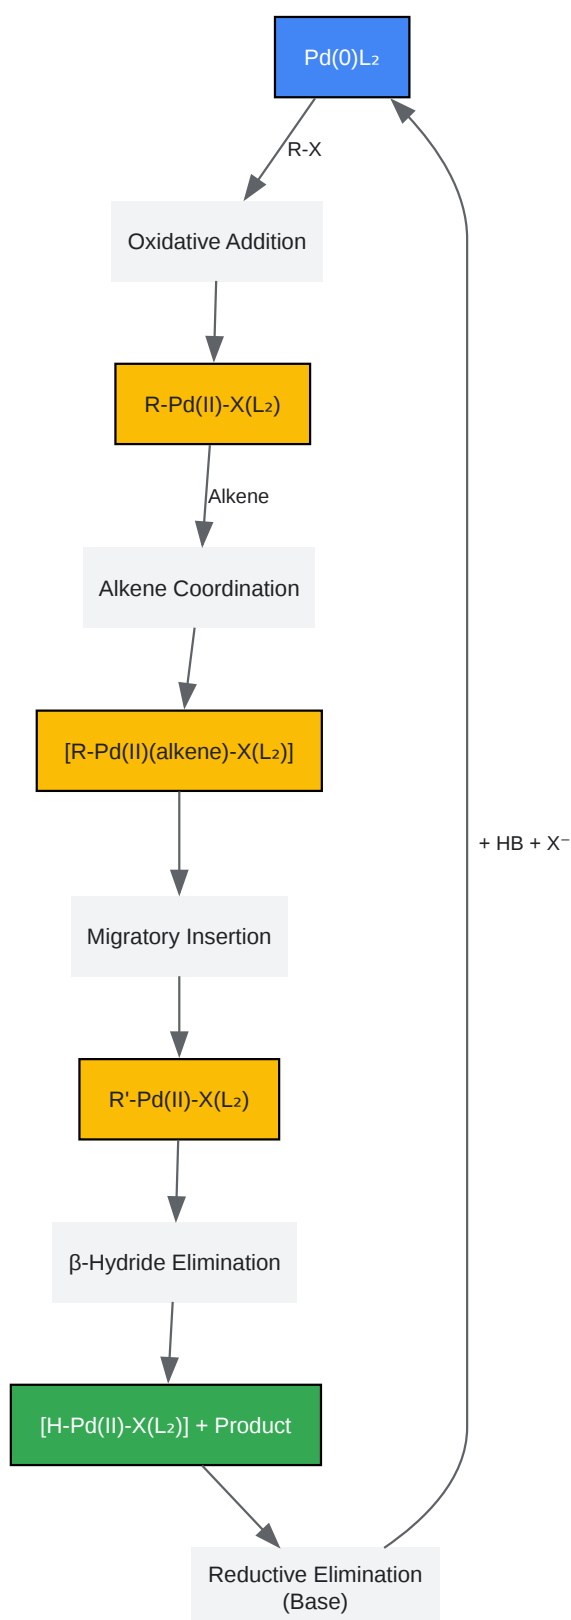 Pd(0)L₂
R-X
Oxidative Addition
R-Pd(II)-X(L₂)
Alkene
Alkene Coordination
[R-Pd(II)(alkene)-X(L₂)]
+ HB + X⁻
Migratory Insertion
R'-Pd(II)-X(L₂)
β-Hydride Elimination
[H-Pd(II)-X(L₂)] + Product
Reductive Elimination
(Base)